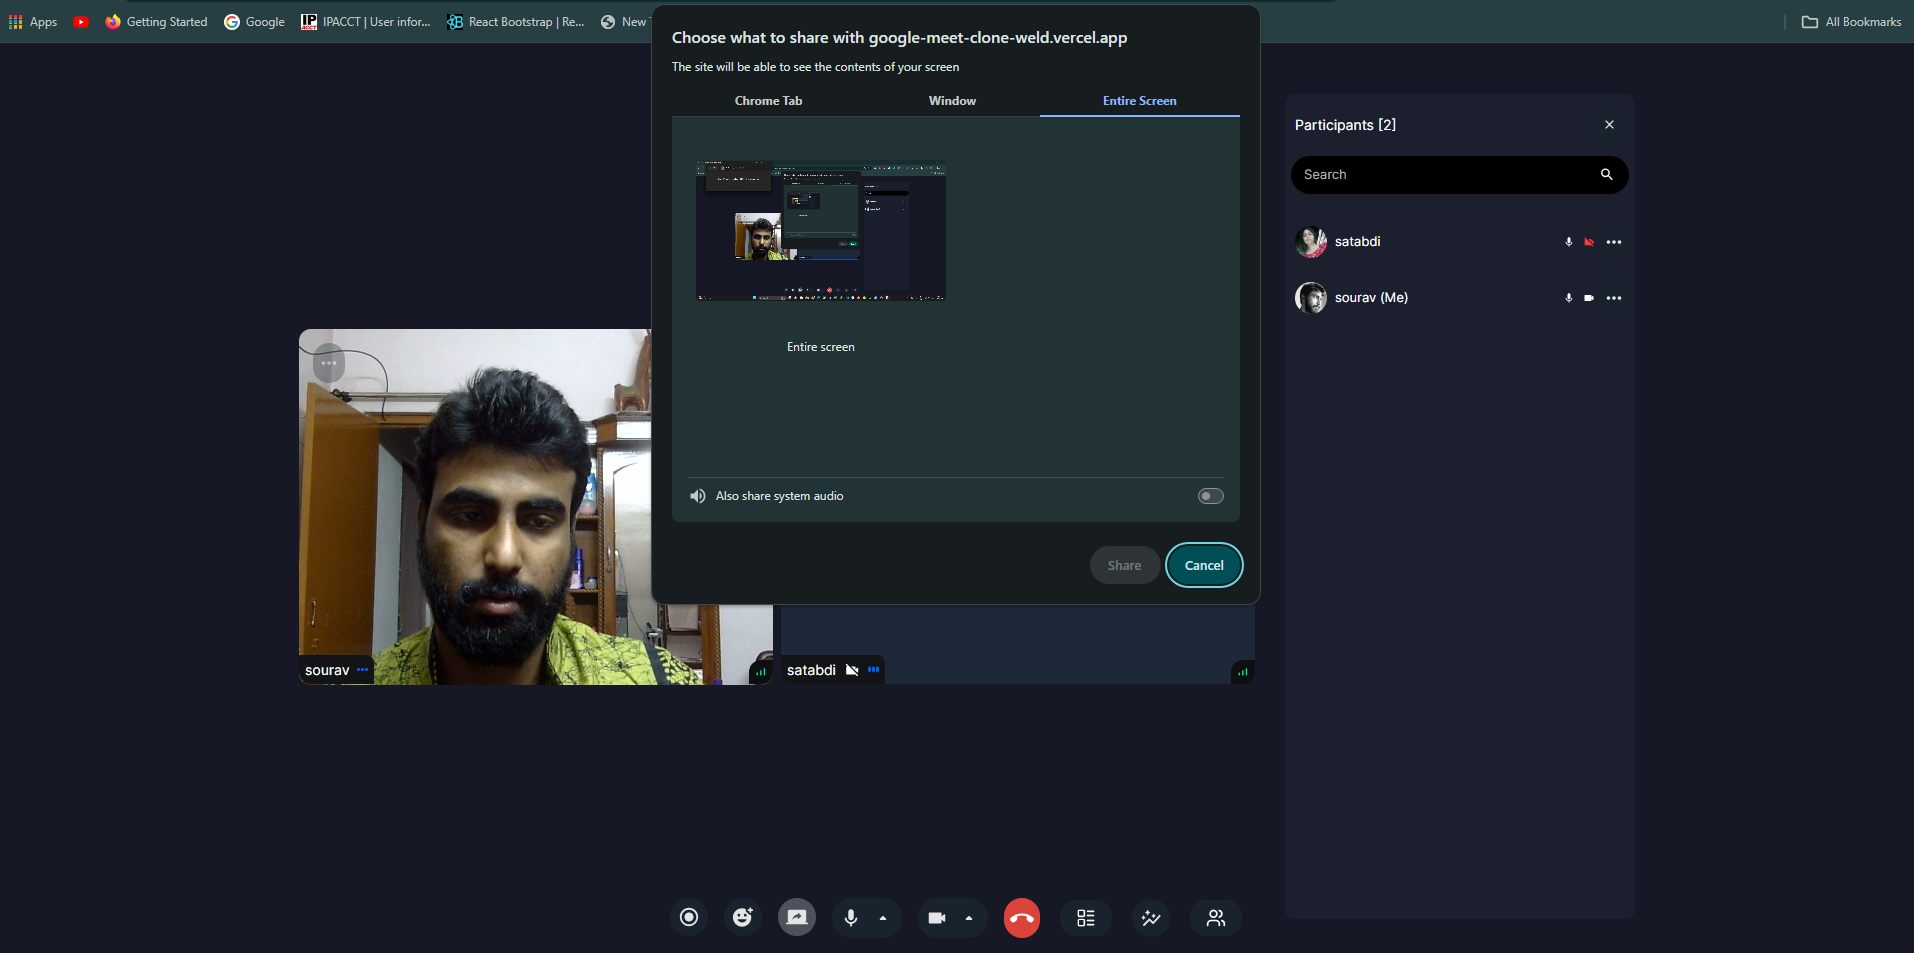 Apps
Getting Started
Google
IPACCT | User infor...
React Bootstrap | Re...
New
All Bookmarks
Choose what to share with google-meet-clone-weld.vercel.app
The site will be able to see the contents of your screen
Chrome Tab
Window
Entire Screen
Entire screen
Also share system audio
Share
Cancel
Participants [2]
Search
satabdi
sourav (Me)
sourav
satabdi